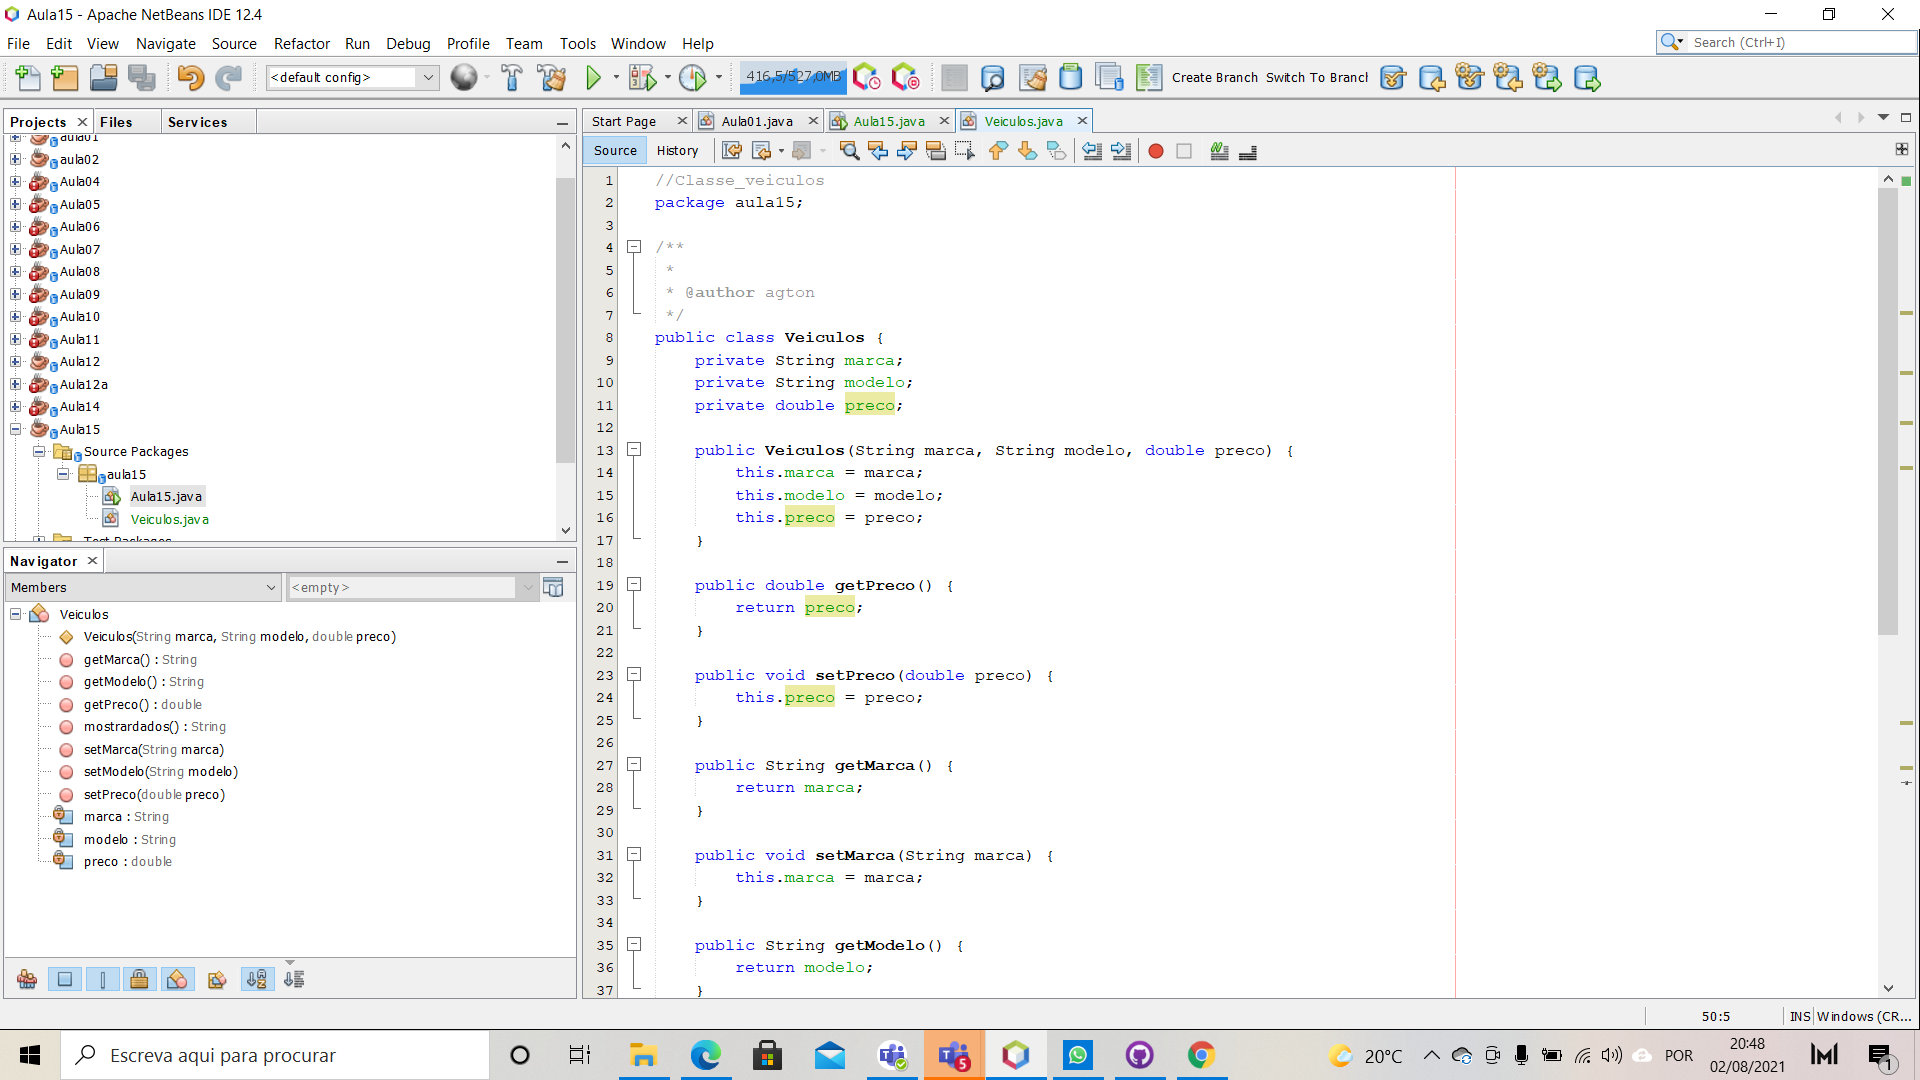 Aula15 - Apache NetBeans IDE 12.4
File Edit View Navigate Source Refactor Run Debug Profile Team Tools Window Help
Search (Ctrl+I)
<default config>
416,5/527,0MB
Create Branch Switch To Branch
Projects Files Services
aula01
aula02
Aula04
Aula05
Aula06
Aula07
Aula08
Aula09
Aula10
Aula11
Aula12
Aula12a
Aula14
Aula15
Source Packages
aula15
Aula15.java
Veiculos.java
Test Packages
Navigator
Members
<empty>
Veiculos
Veiculos(String marca, String modelo, double preco)
getMarca() : String
getModelo() : String
getPreco() : double
mostrardados() : String
setMarca(String marca)
setModelo(String modelo)
setPreco(double preco)
marca : String
modelo : String
preco : double
Start Page Aula01.java Aula15.java Veiculos.java
Source History
1 //Classe_veiculos
2 package aula15;
3
4 /**
5 *
6 * @author agton
7 */
8 public class Veiculos {
9 private String marca;
10 private String modelo;
11 private double preco;
12
13 public Veiculos(String marca, String modelo, double preco) {
14 this.marca = marca;
15 this.modelo = modelo;
16 this.preco = preco;
17 }
18
19 public double getPreco() {
20 return preco;
21 }
22
23 public void setPreco(double preco) {
24 this.preco = preco;
25 }
26
27 public String getMarca() {
28 return marca;
29 }
30
31 public void setMarca(String marca) {
32 this.marca = marca;
33 }
34
35 public String getModelo() {
36 return modelo;
37 }
50:5 INS Windows (CR...
Escreva aqui para procurar
5
20°C
POR
20:48
02/08/2021
1